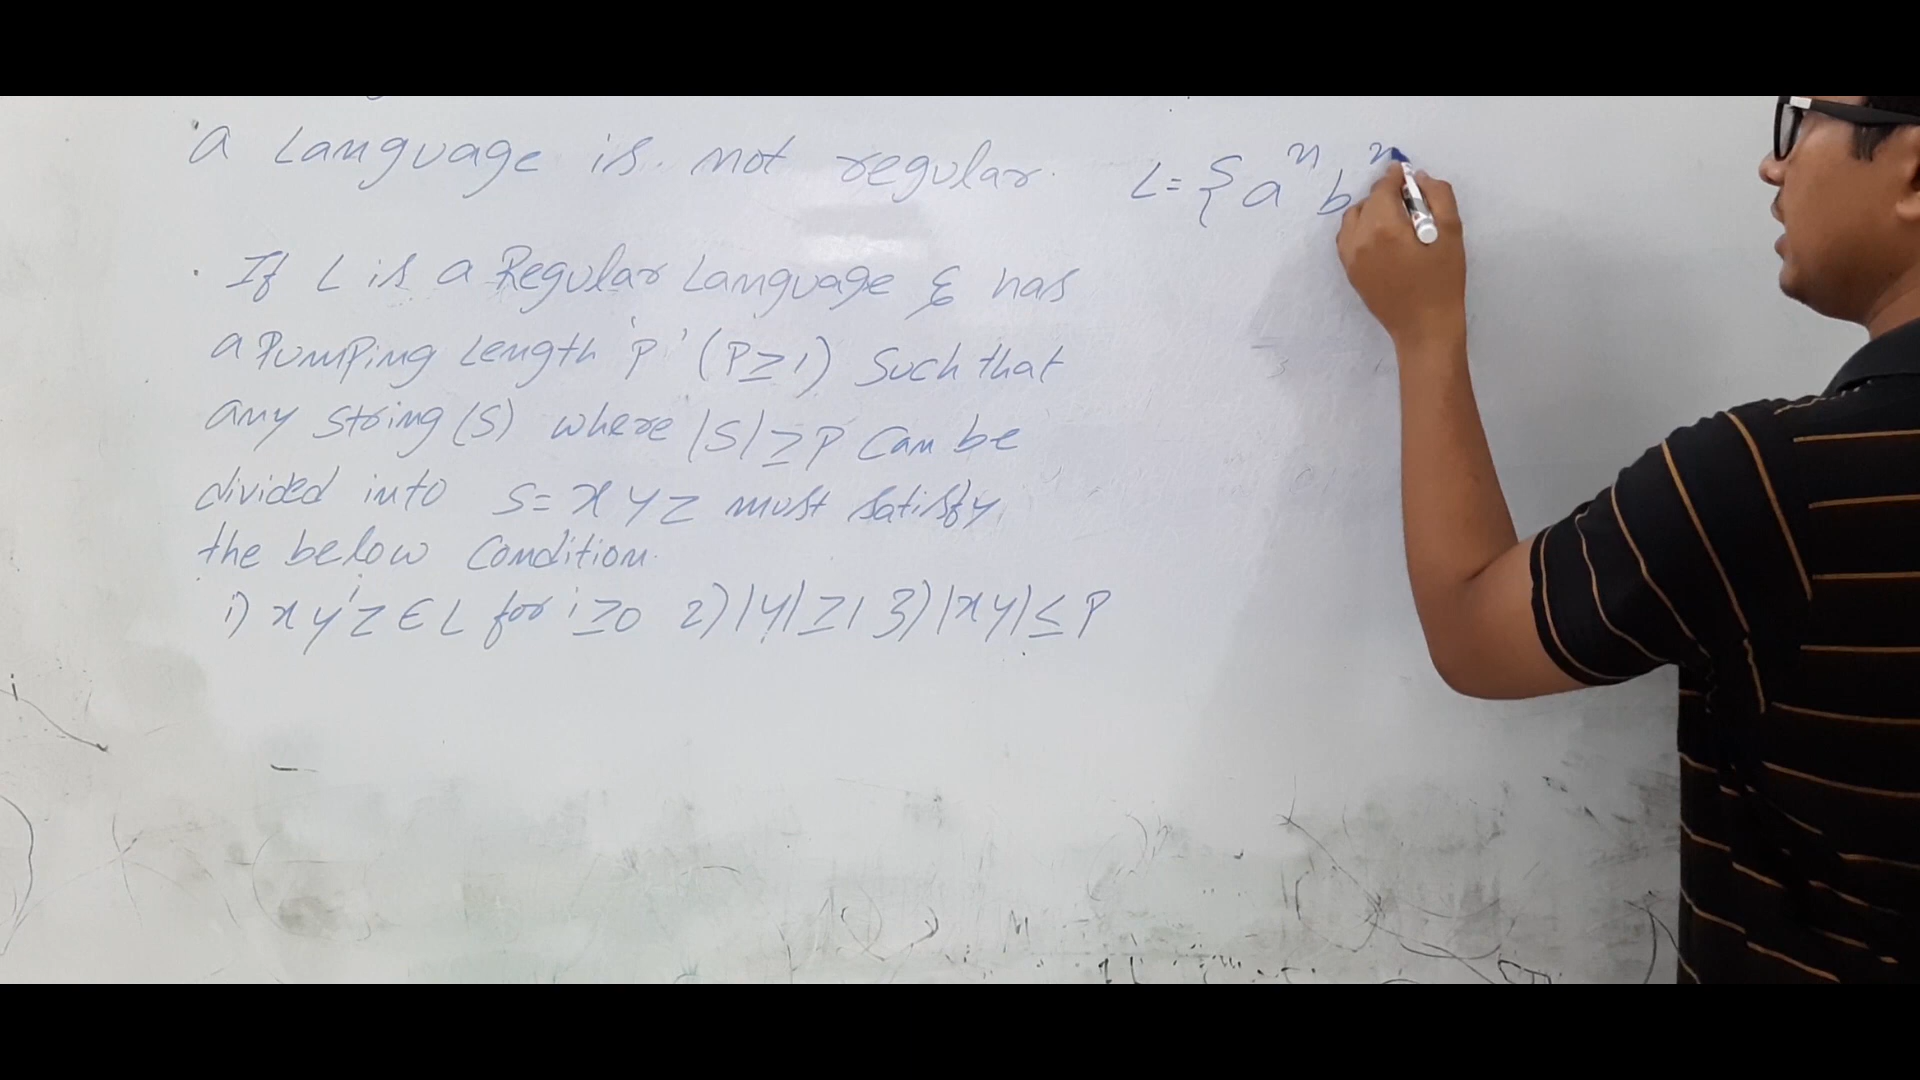 a Language is not regular. L= { a^n b^n
If L is a Regular Language & has
a Pumping Length 'p' (P≥1) Such that
any string (S) where |S|≥P Can be
divided into S= x y z must satisfy
the below Condition.
i) x y^i z ∈ L for i≥0 2) |y|≥1 3) |xy|≤P